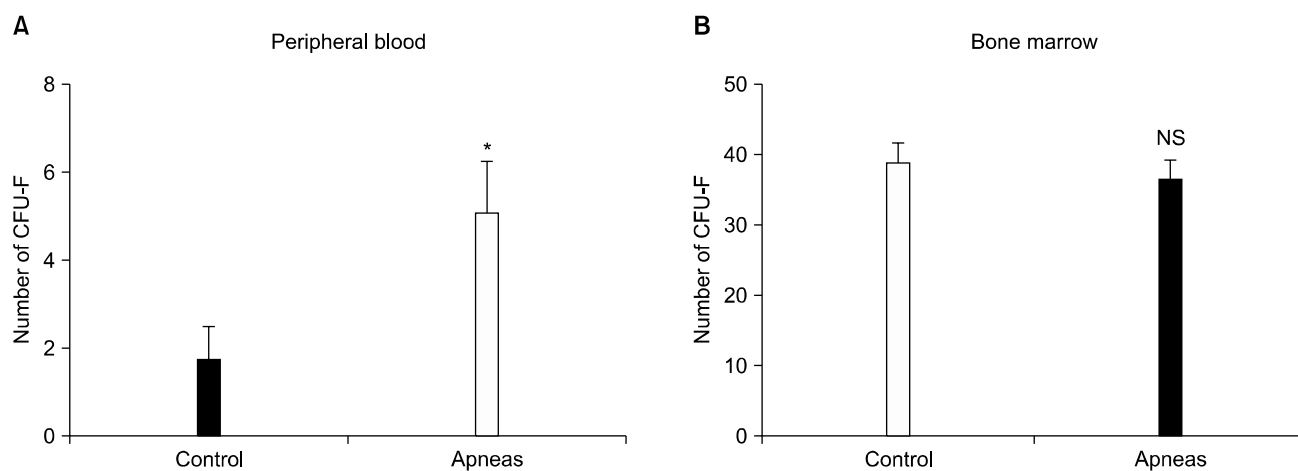 A
Peripheral blood
Number of CFU-F
8
6
4
2
0
*
Control
Apneas
B
Bone marrow
Number of CFU-F
50
40
30
20
10
0
NS
Control
Apneas